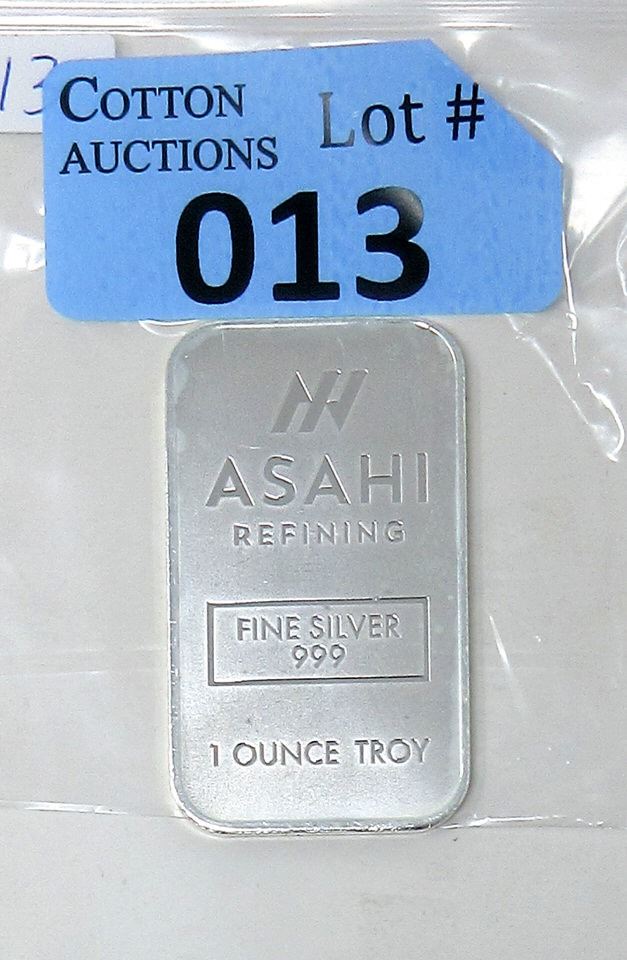 13
COTTON
AUCTIONS
Lot #
013
ASAHI
REFINING
FINE SILVER
999
1 OUNCE TROY